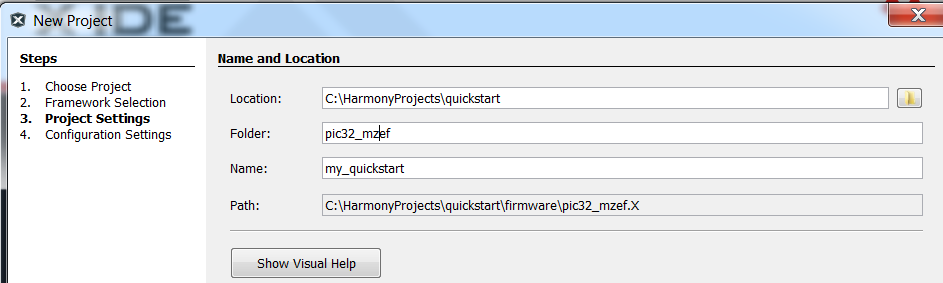 New Project
XIDE
Steps
1. Choose Project
2. Framework Selection
3. Project Settings
4. Configuration Settings
Name and Location
Location: C:\HarmonyProjects\quickstart
Folder: pic32_mzef
Name: my_quickstart
Path: C:\HarmonyProjects\quickstart\firmware\pic32_mzef.X
Show Visual Help